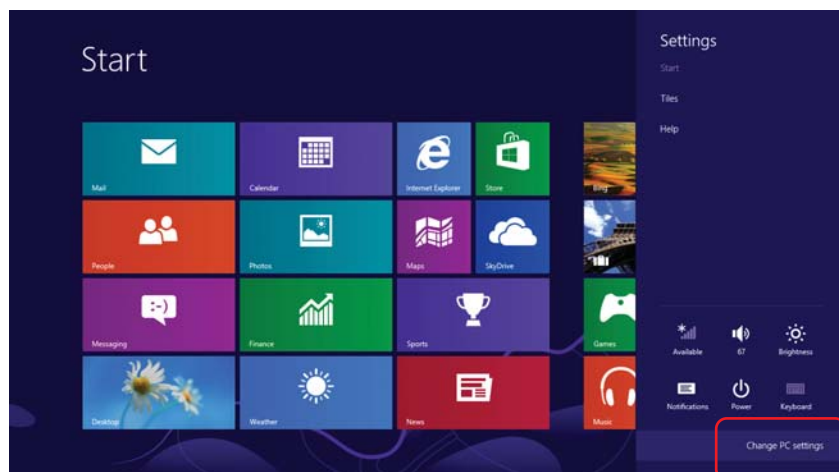 Start
Settings
Start
Tiles
Help
Mail
Calendar
Internet Explorer
Store
Bing
People
Photos
Maps
SkyDrive
Messaging
:-)
Finance
Sports
Games
Desktop
Weather
News
Music
Available
67
Brightness
Notifications
Power
Keyboard
Change PC settings